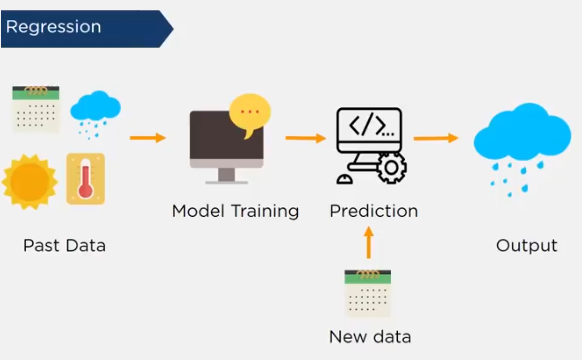 Regression
</...
Model Training
Prediction
Past Data
Output
New data